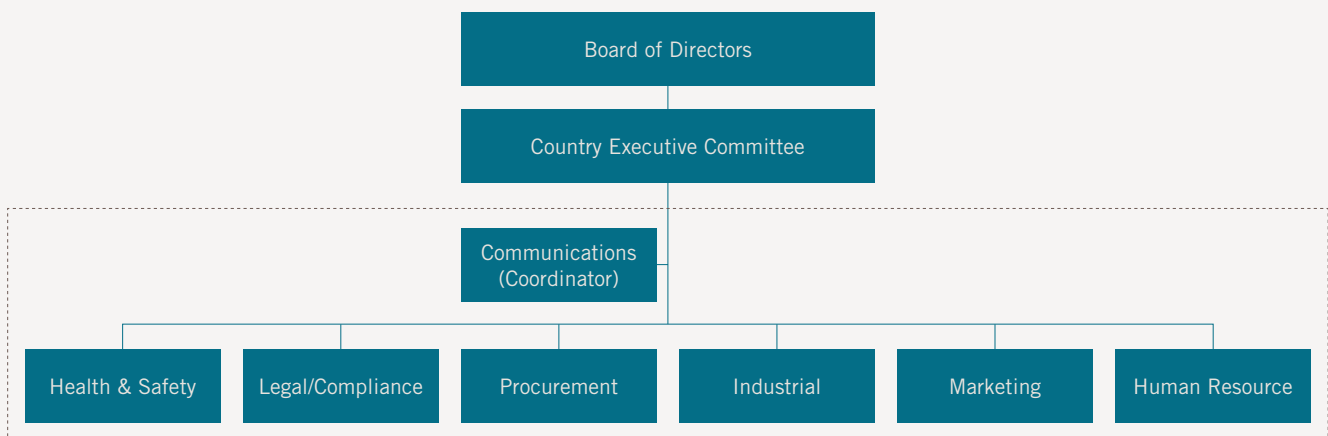 Board of Directors
Country Executive Committee
Communications
(Coordinator)
Health & Safety
Legal/Compliance
Procurement
Industrial
Marketing
Human Resource